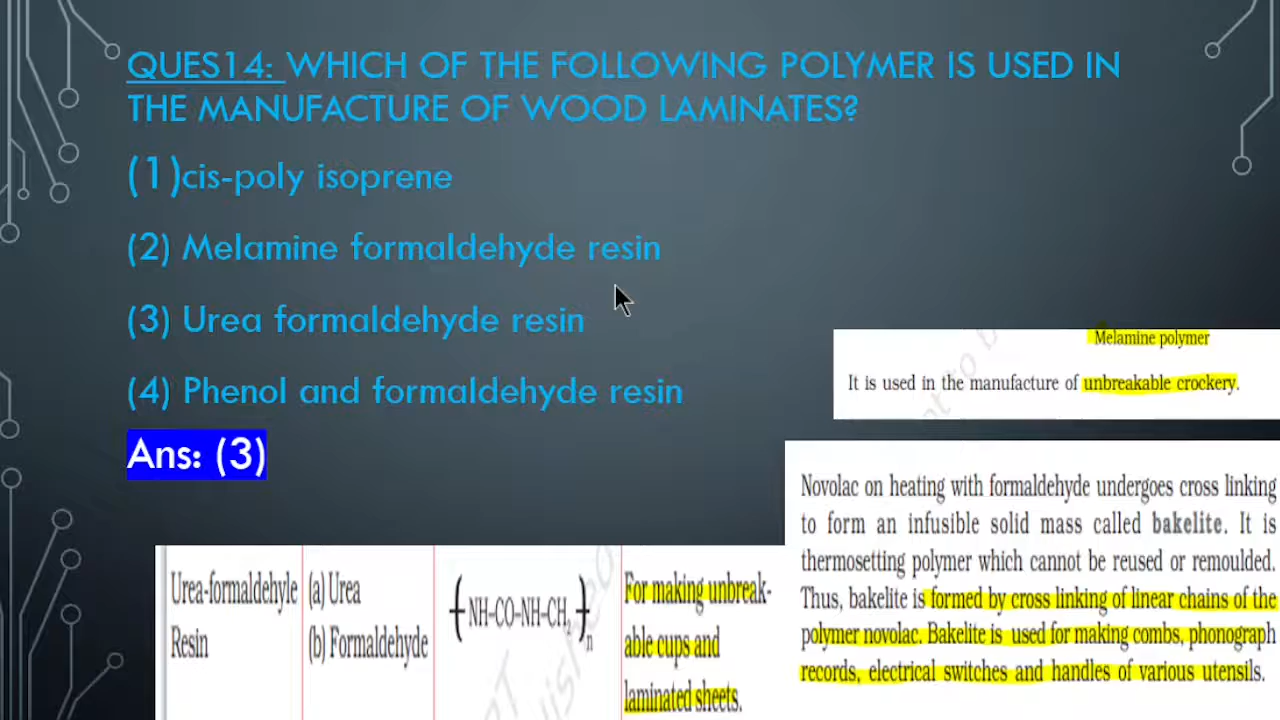 QUES14: WHICH OF THE FOLLOWING POLYMER IS USED IN
THE MANUFACTURE OF WOOD LAMINATES?
(1)cis-poly isoprene
(2) Melamine formaldehyde resin
(3) Urea formaldehyde resin
(4) Phenol and formaldehyde resin
Ans: (3)
Melamine polymer
It is used in the manufacture of unbreakable crockery.
Novolac on heating with formaldehyde undergoes cross linking
to form an infusible solid mass called bakelite. It is
thermosetting polymer which cannot be reused or remoulded.
Thus, bakelite is formed by cross linking of linear chains of the
polymer novolac. Bakelite is used for making combs, phonograph
records, electrical switches and handles of various utensils.
Urea-formaldehyle
Resin
(a) Urea
(b) Formaldehyde
(NH–CO–NH–CH2)n
For making unbreak-
able cups and
laminated sheets.